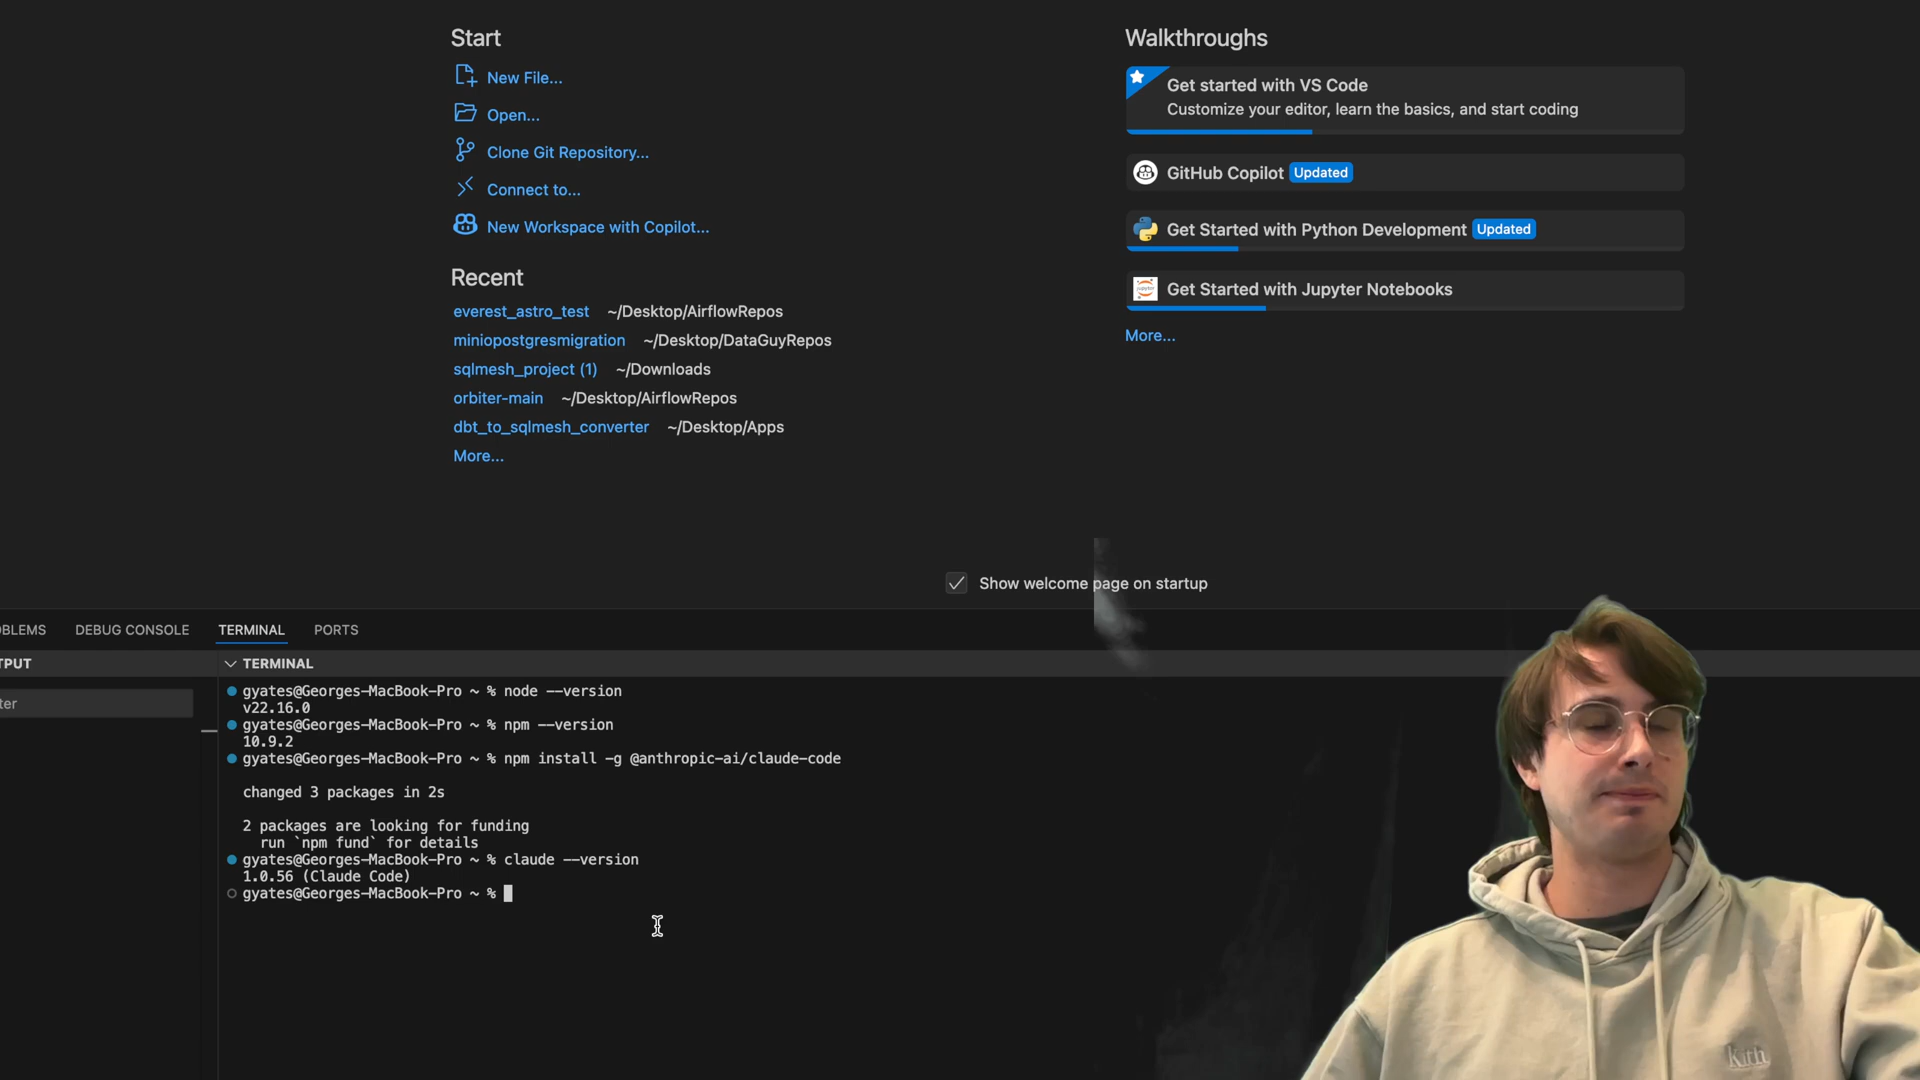 Start
New File...
Open...
Clone Git Repository...
Connect to...
New Workspace with Copilot...
Recent
everest_astro_test ~/Desktop/AirflowRepos
miniopostgresmigration ~/Desktop/DataGuyRepos
sqlmesh_project (1) ~/Downloads
orbiter-main ~/Desktop/AirflowRepos
dbt_to_sqlmesh_converter ~/Desktop/Apps
More...
Walkthroughs
Get started with VS Code
Customize your editor, learn the basics, and start coding
GitHub Copilot Updated
Get Started with Python Development Updated
jupyter
Get Started with Jupyter Notebooks
More...
Show welcome page on startup
OBLEMS DEBUG CONSOLE TERMINAL PORTS
TPUT
ter
TERMINAL
gyates@Georges-MacBook-Pro ~ % node --version
v22.16.0
gyates@Georges-MacBook-Pro ~ % npm --version
10.9.2
gyates@Georges-MacBook-Pro ~ % npm install -g @anthropic-ai/claude-code
changed 3 packages in 2s
2 packages are looking for funding
run `npm fund` for details
gyates@Georges-MacBook-Pro ~ % claude --version
1.0.56 (Claude Code)
gyates@Georges-MacBook-Pro ~ %
Kith